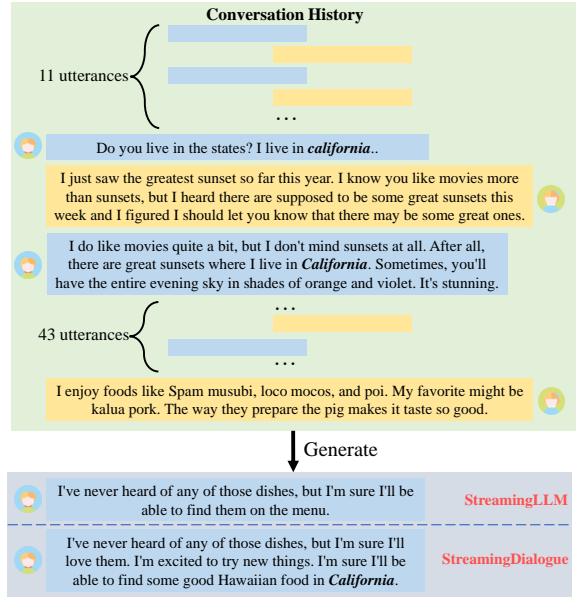 Conversation History
11 utterances
...
Do you live in the states? I live in california..
I just saw the greatest sunset so far this year. I know you like movies more
than sunsets, but I heard there are supposed to be some great sunsets this
week and I figured I should let you know that there may be some great ones.
I do like movies quite a bit, but I don't mind sunsets at all. After all,
there are great sunsets where I live in California. Sometimes, you'll
have the entire evening sky in shades of orange and violet. It's stunning.
...
43 utterances
...
I enjoy foods like Spam musubi, loco mocos, and poi. My favorite might be
kalua pork. The way they prepare the pig makes it taste so good.
Generate
I've never heard of any of those dishes, but I'm sure I'll be
able to find them on the menu.
StreamingLLM
I've never heard of any of those dishes, but I'm sure I'll
love them. I'm excited to try new things. I'm sure I'll be
able to find some good Hawaiian food in California.
StreamingDialogue